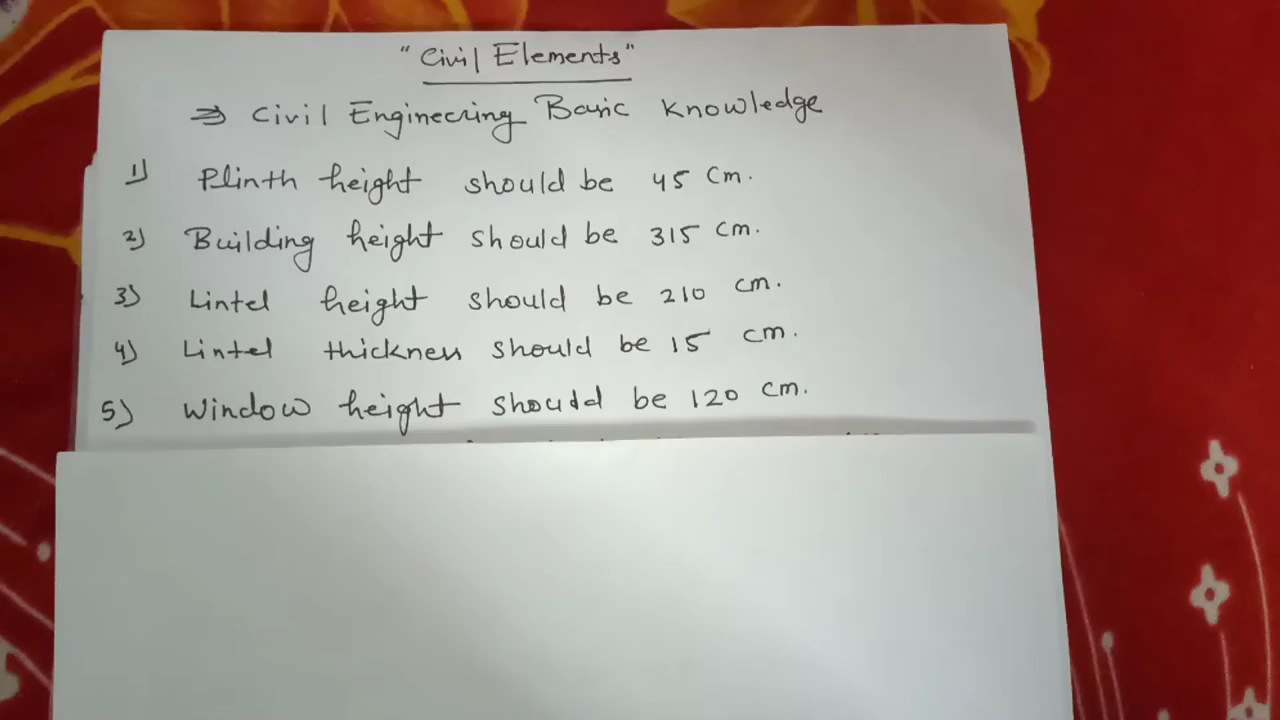 "Civil Elements"
⇒ Civil Engineering Basic Knowledge
1) Plinth height should be 45 Cm.
2) Building height should be 315 cm.
3) Lintel height should be 210 cm.
4) Lintel thickness should be 15 cm.
5) Window height should be 120 cm.